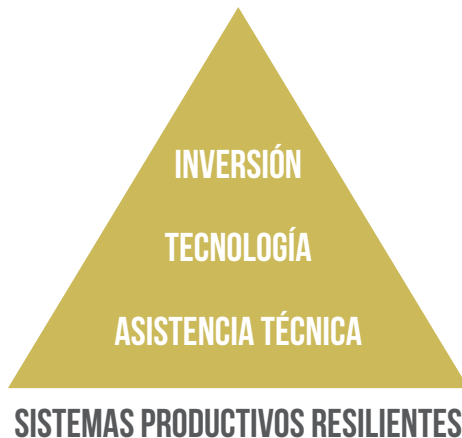 INVERSIÓN
TECNOLOGÍA
ASISTENCIA TÉCNICA
SISTEMAS PRODUCTIVOS RESILIENTES